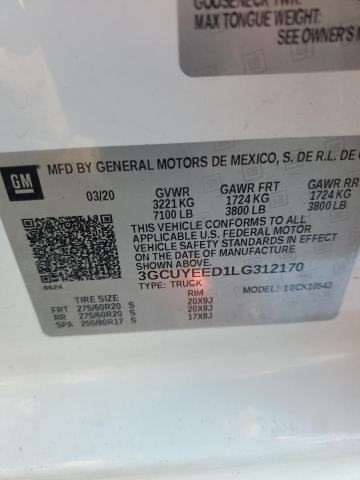 GOOSENECK TWR:
MAX TONGUE WEIGHT:
SEE OWNER'S M
GM
MFD BY GENERAL MOTORS DE MEXICO, S. DE R.L. DE C
03/20
GVWR GAWR FRT GAWR RR
3221 KG 1724 KG 1724 KG
7100 LB 3800 LB 3800 LB
THIS VEHICLE CONFORMS TO ALL
APPLICABLE U.S. FEDERAL MOTOR
VEHICLE SAFETY STANDARDS IN
EFFECT ON THE DATE OF
MANUFACTURE SHOWN ABOVE.
3GCUYEED1LG312170
8624
TYPE: TRUCK MODEL: 10CK10543
TIRE SIZE RIM
FRT 275/60R20 S 20X9J
RR 275/60R20 S 20X9J
SPA 255/80R17 S 17X8J